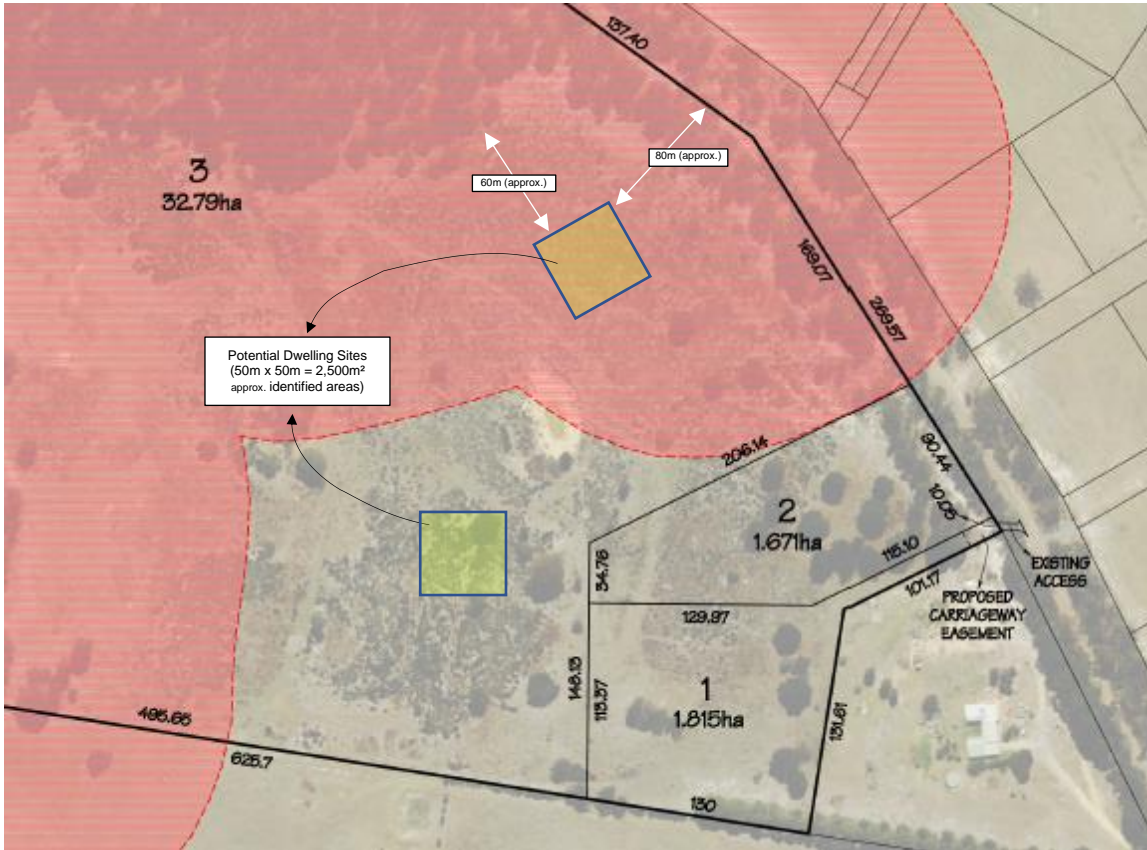 137.40
3
32.79ha
80m (approx.)
60m (approx.)
169.07
269.57
Potential Dwelling Sites
(50m x 50m = 2,500m²
approx. identified areas)
206.14
90.44
10.05
2
1.671ha
115.10
EXISTING
ACCESS
34.76
101.17
PROPOSED
CARRIAGEWAY
EASEMENT
129.97
148.13
113.37
1
1.815ha
131.61
495.65
625.7
130